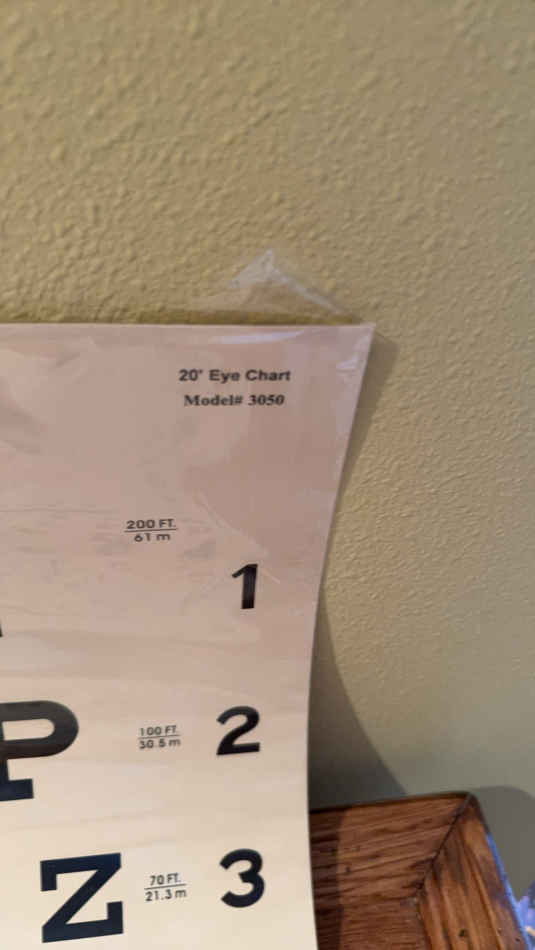 20' Eye Chart
Model# 3050
200 FT.
61 m
1
P
100 FT.
30.5 m
2
Z
70 FT.
21.3 m
3